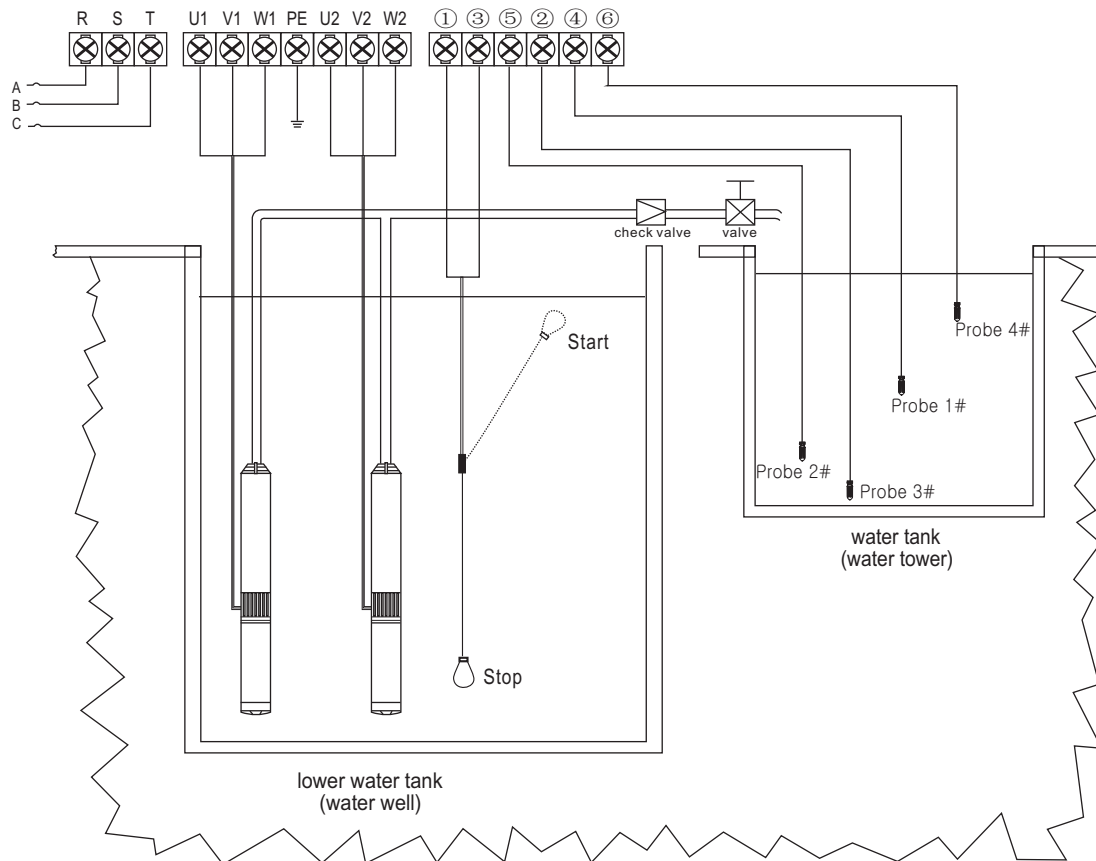 R S T U1 V1 W1 PE U2 V2 W2 ① ③ ⑤ ② ④ ⑥
A
B
C
check valve
valve
Start
Probe 4#
Probe 1#
Probe 2#
Probe 3#
Stop
water tank
(water tower)
lower water tank
(water well)